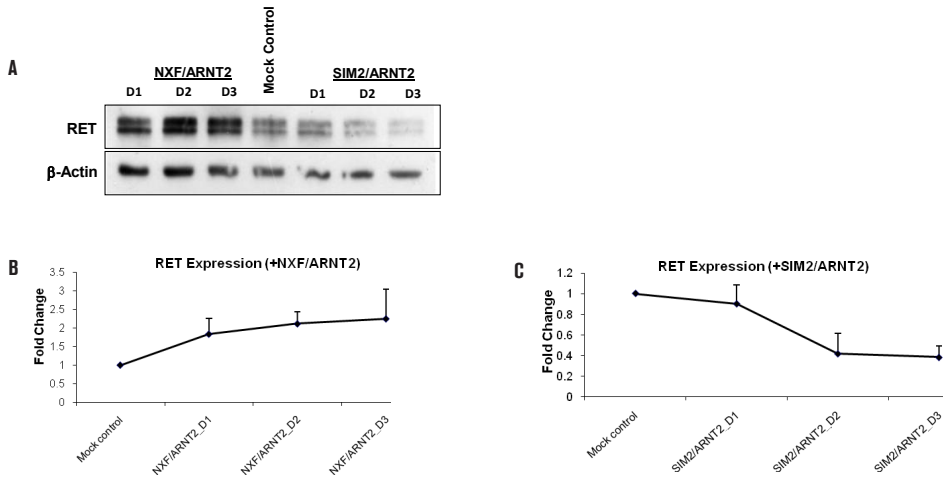 A
NXF/ARNT2
Mock Control
SIM2/ARNT2
D1 D2 D3 D1 D2 D3
RET
β-Actin
B
RET Expression (+NXF/ARNT2)
Fold Change
3.5
3
2.5
2
1.5
1
0.5
0
Mock control
NXF/ARNT2_D1
NXF/ARNT2_D2
NXF/ARNT2_D3
C
RET Expression (+SIM2/ARNT2)
Fold Change
1.2
1
0.8
0.6
0.4
0.2
0
Mock control
SIM2/ARNT2_D1
SIM2/ARNT2_D2
SIM2/ARNT2_D3